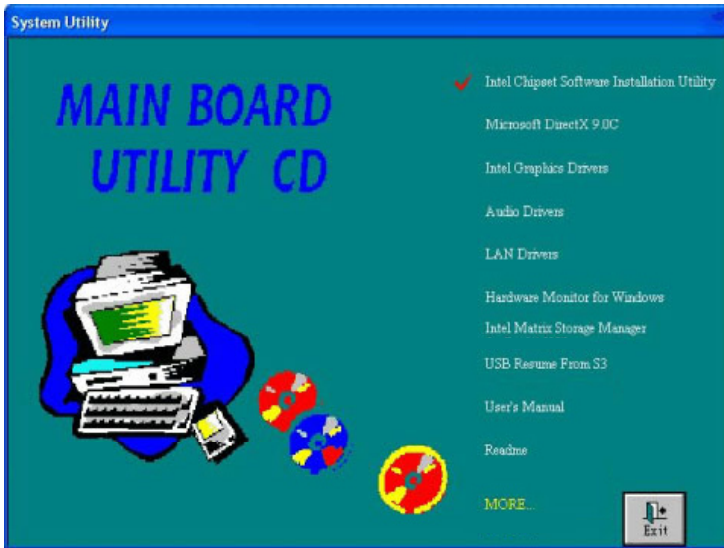 System Utility
MAIN BOARD
UTILITY CD
Intel Chipset Software Installation Utility
Microsoft DirectX 9.0C
Intel Graphics Drivers
Audio Drivers
LAN Drivers
Hardware Monitor for Windows
Intel Matrix Storage Manager
USB Resume From S3
User's Manual
Readme
MORE...
Exit